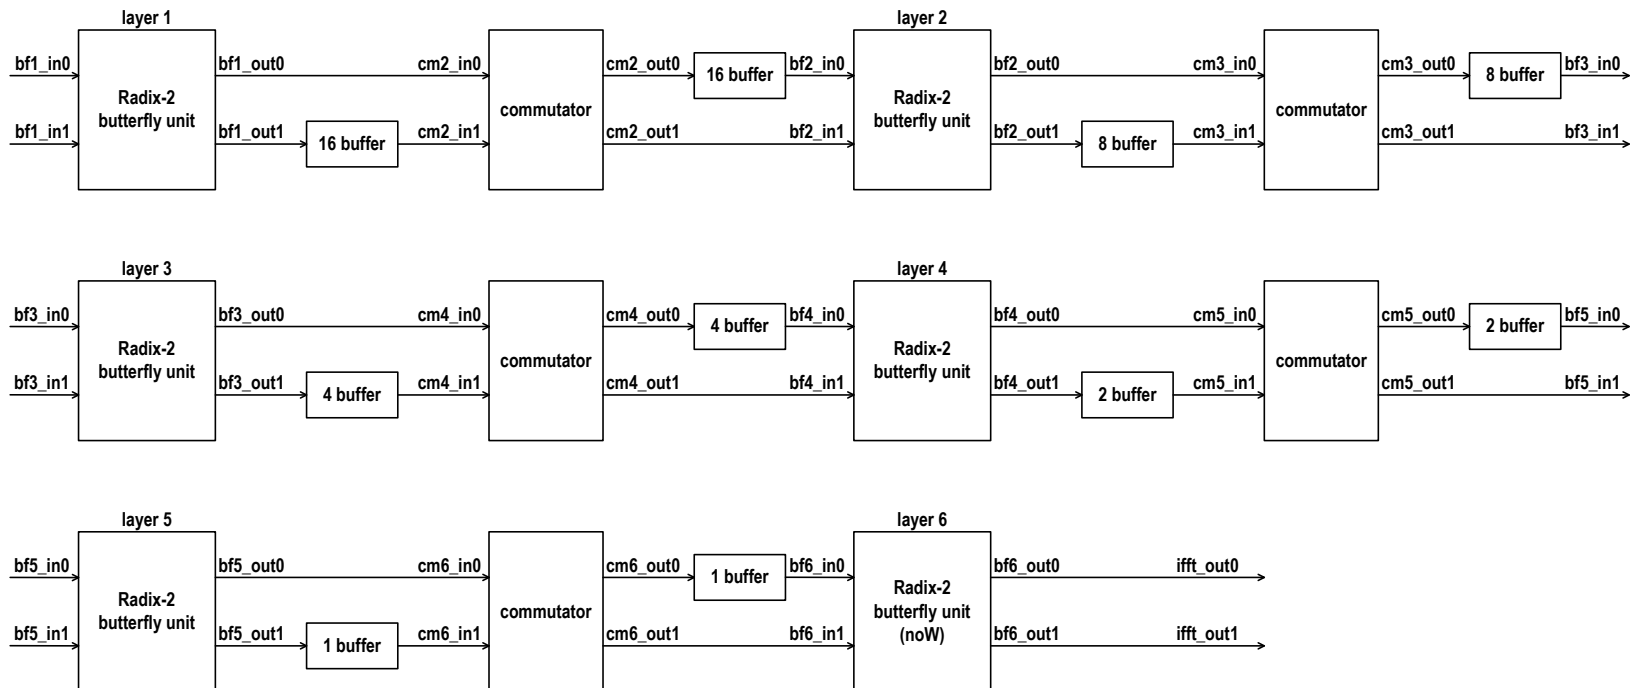 layer 1
layer 2
bf1_in0
bf1_out0
cm2_in0
cm2_out0
16 buffer
bf2_in0
bf2_out0
cm3_in0
cm3_out0
8 buffer
bf3_in0
Radix-2
butterfly unit
commutator
Radix-2
butterfly unit
commutator
bf1_in1
bf1_out1
16 buffer
cm2_in1
cm2_out1
bf2_in1
bf2_out1
8 buffer
cm3_in1
cm3_out1
bf3_in1
layer 3
layer 4
bf3_in0
bf3_out0
cm4_in0
cm4_out0
4 buffer
bf4_in0
bf4_out0
cm5_in0
cm5_out0
2 buffer
bf5_in0
Radix-2
butterfly unit
commutator
Radix-2
butterfly unit
commutator
bf3_in1
bf3_out1
4 buffer
cm4_in1
cm4_out1
bf4_in1
bf4_out1
2 buffer
cm5_in1
cm5_out1
bf5_in1
layer 5
layer 6
bf5_in0
bf5_out0
cm6_in0
cm6_out0
1 buffer
bf6_in0
bf6_out0
ifft_out0
Radix-2
butterfly unit
commutator
Radix-2
butterfly unit
(noW)
bf5_in1
bf5_out1
1 buffer
cm6_in1
cm6_out1
bf6_in1
bf6_out1
ifft_out1